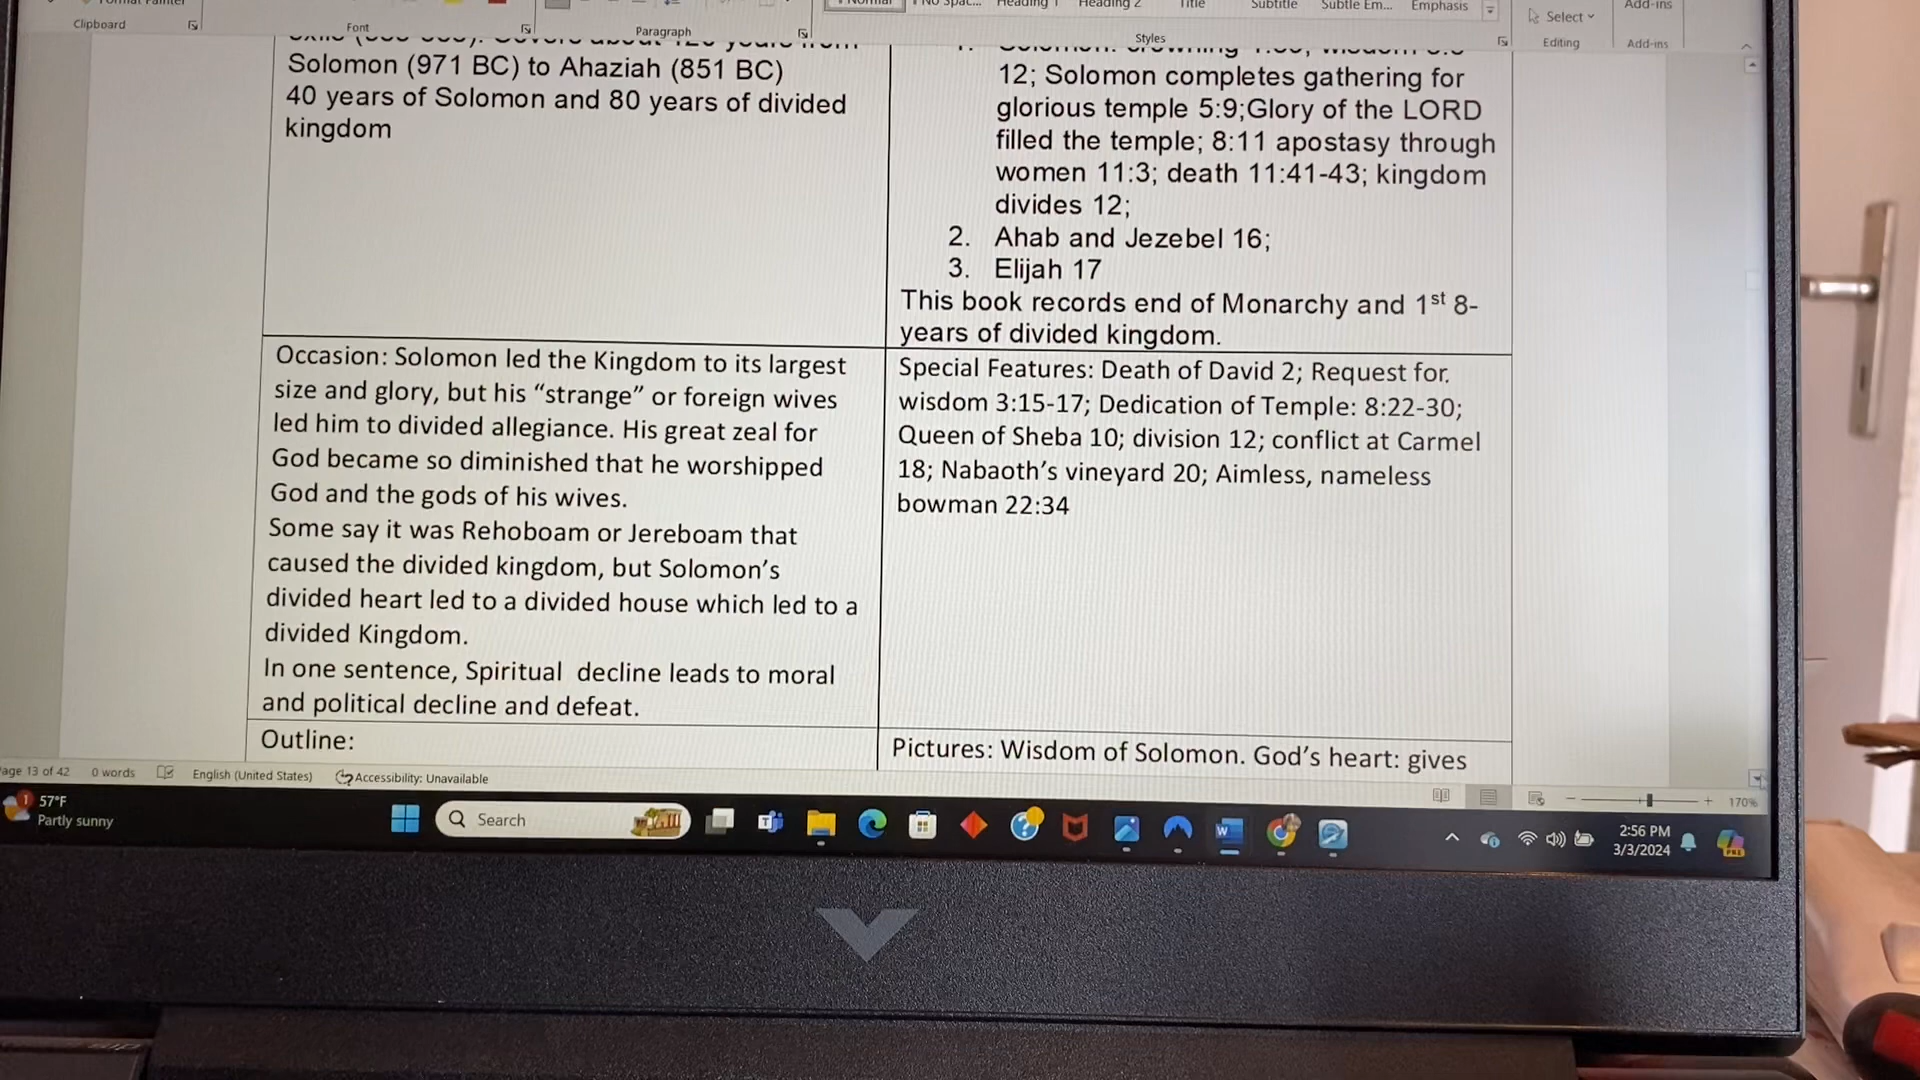 Clipboard
Font
Paragraph
Heading 1
Heading 2
Title
Subtitle
Subtle Em...
Emphasis
Styles
Select
Editing
Add-ins
Add-ins
Solomon (971 BC) to Ahaziah (851 BC)
40 years of Solomon and 80 years of divided
kingdom
12; Solomon completes gathering for
glorious temple 5:9;Glory of the LORD
filled the temple; 8:11 apostasy through
women 11:3; death 11:41-43; kingdom
divides 12;
2. Ahab and Jezebel 16;
3. Elijah 17
This book records end of Monarchy and 1st 8-
years of divided kingdom.
Occasion: Solomon led the Kingdom to its largest
size and glory, but his “strange” or foreign wives
led him to divided allegiance. His great zeal for
God became so diminished that he worshipped
God and the gods of his wives.
Some say it was Rehoboam or Jereboam that
caused the divided kingdom, but Solomon’s
divided heart led to a divided house which led to a
divided Kingdom.
In one sentence, Spiritual  decline leads to moral
and political decline and defeat.
Special Features: Death of David 2; Request for.
wisdom 3:15-17; Dedication of Temple: 8:22-30;
Queen of Sheba 10; division 12; conflict at Carmel
18; Nabaoth’s vineyard 20; Aimless, nameless
bowman 22:34
Outline:
Pictures: Wisdom of Solomon. God’s heart: gives
age 13 of 42
0 words
English (United States)
Accessibility: Unavailable
170%
1
57°F
Partly sunny
Search
2:56 PM
3/3/2024